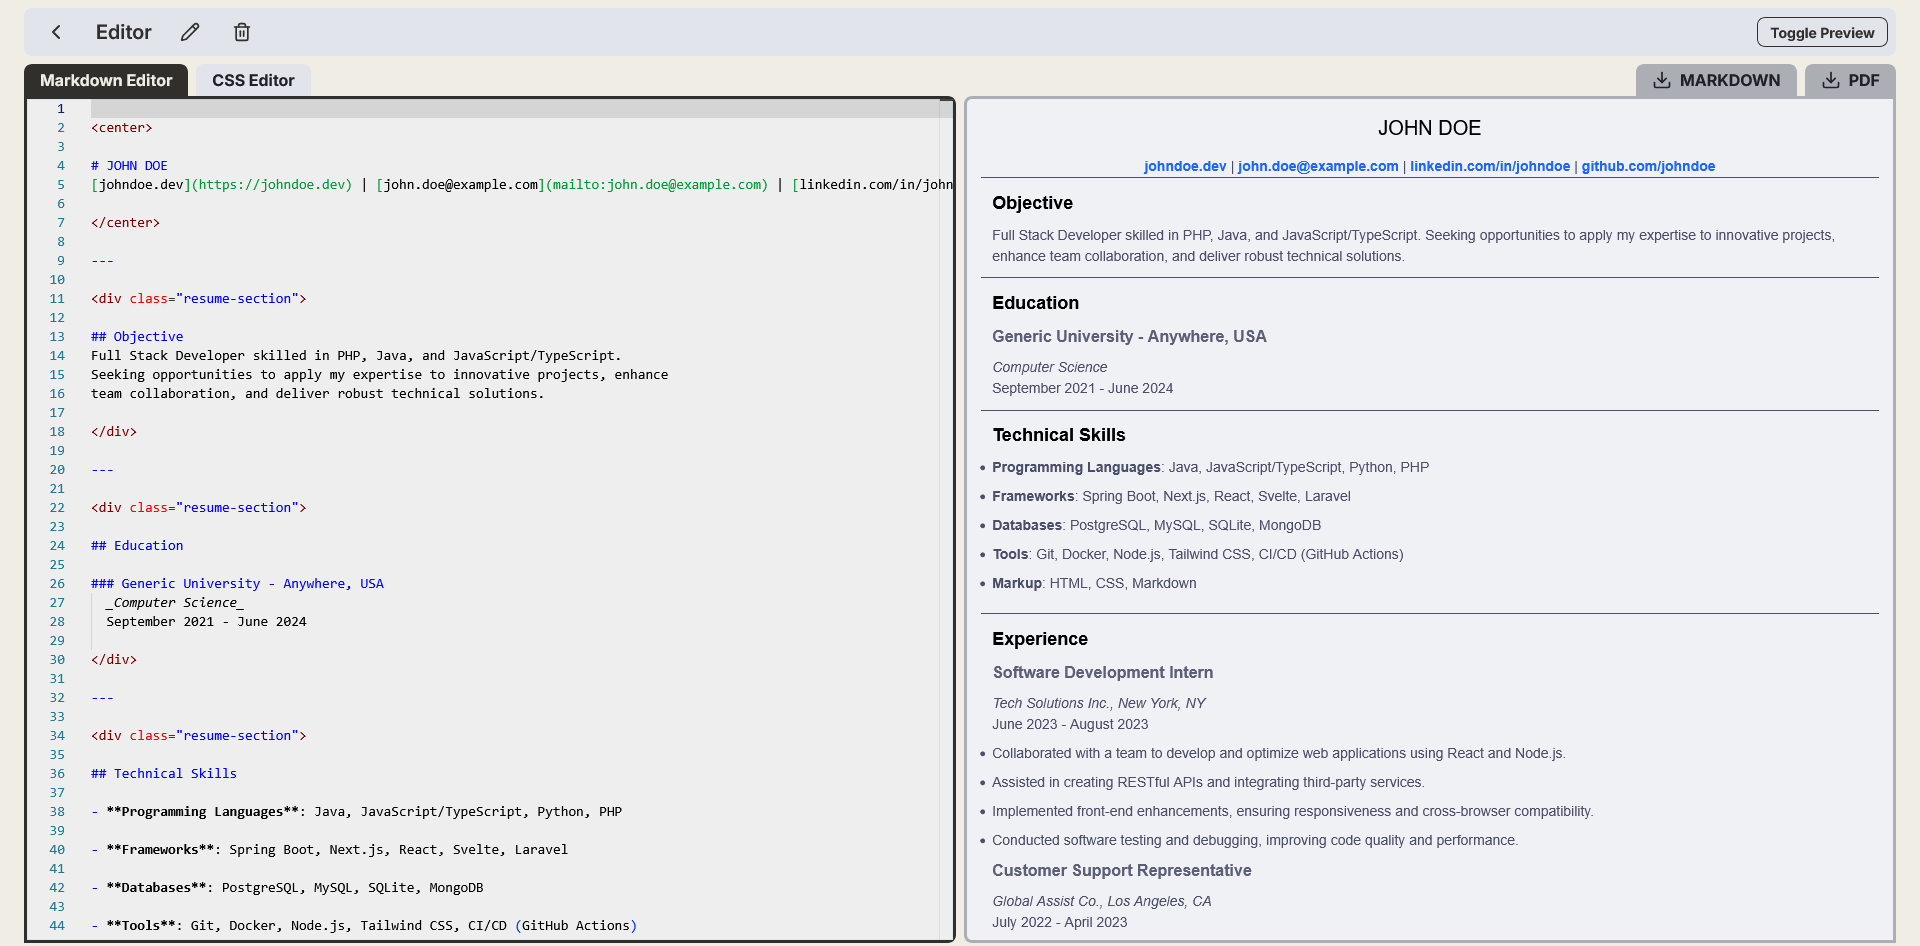 Editor
Toggle Preview
Markdown Editor
CSS Editor
MARKDOWN
PDF
1
2 <center>
3
4 # JOHN DOE
5 [johndoe.dev](https://johndoe.dev) | [john.doe@example.com](mailto:john.doe@example.com) | [linkedin.com/in/john
6
7 </center>
8
9 ---
10
11 <div class="resume-section">
12
13 ## Objective
14 Full Stack Developer skilled in PHP, Java, and JavaScript/TypeScript.
15 Seeking opportunities to apply my expertise to innovative projects, enhance
16 team collaboration, and deliver robust technical solutions.
17
18 </div>
19
20 ---
21
22 <div class="resume-section">
23
24 ## Education
25
26 ### Generic University - Anywhere, USA
27 _Computer Science_
28 September 2021 - June 2024
29
30 </div>
31
32 ---
33
34 <div class="resume-section">
35
36 ## Technical Skills
37
38 - **Programming Languages**: Java, JavaScript/TypeScript, Python, PHP
39
40 - **Frameworks**: Spring Boot, Next.js, React, Svelte, Laravel
41
42 - **Databases**: PostgreSQL, MySQL, SQLite, MongoDB
43
44 - **Tools**: Git, Docker, Node.js, Tailwind CSS, CI/CD (GitHub Actions)
JOHN DOE
johndoe.dev | john.doe@example.com | linkedin.com/in/johndoe | github.com/johndoe
Objective
Full Stack Developer skilled in PHP, Java, and JavaScript/TypeScript. Seeking opportunities to apply my expertise to innovative projects,
enhance team collaboration, and deliver robust technical solutions.
Education
Generic University - Anywhere, USA
Computer Science
September 2021 - June 2024
Technical Skills
• Programming Languages: Java, JavaScript/TypeScript, Python, PHP
• Frameworks: Spring Boot, Next.js, React, Svelte, Laravel
• Databases: PostgreSQL, MySQL, SQLite, MongoDB
• Tools: Git, Docker, Node.js, Tailwind CSS, CI/CD (GitHub Actions)
• Markup: HTML, CSS, Markdown
Experience
Software Development Intern
Tech Solutions Inc., New York, NY
June 2023 - August 2023
• Collaborated with a team to develop and optimize web applications using React and Node.js.
• Assisted in creating RESTful APIs and integrating third-party services.
• Implemented front-end enhancements, ensuring responsiveness and cross-browser compatibility.
• Conducted software testing and debugging, improving code quality and performance.
Customer Support Representative
Global Assist Co., Los Angeles, CA
July 2022 - April 2023